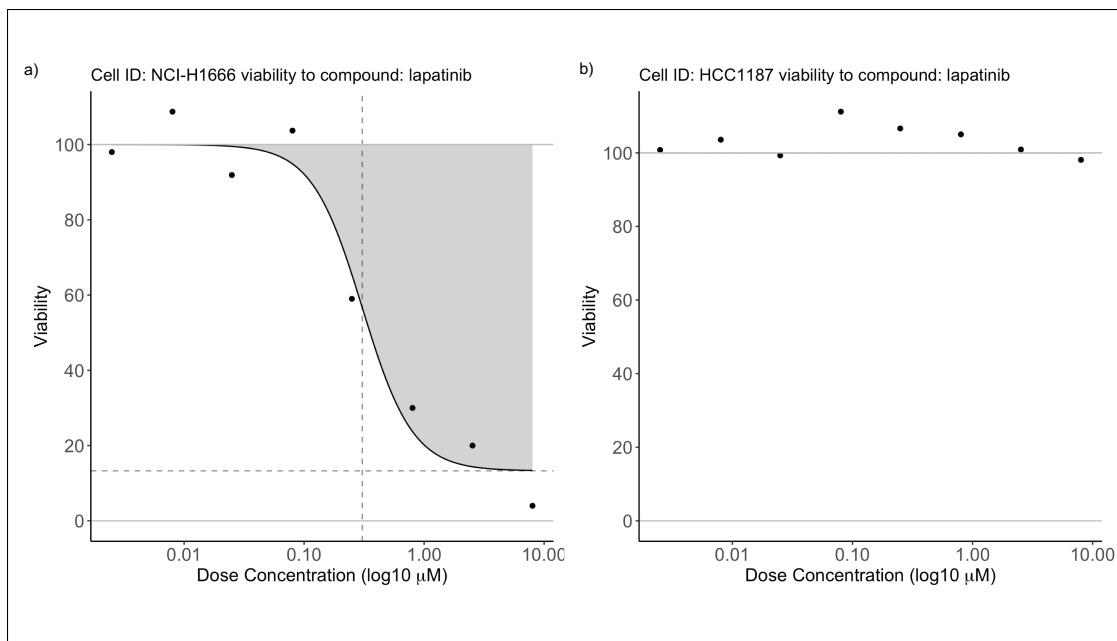 a)
Cell ID: NCI-H1666 viability to compound: lapatinib
Viability
100
80
60
40
20
0
0.01
0.10
1.00
10.00
Dose Concentration (log10 μM)
b)
Cell ID: HCC1187 viability to compound: lapatinib
Viability
100
80
60
40
20
0
0.01
0.10
1.00
10.00
Dose Concentration (log10 μM)